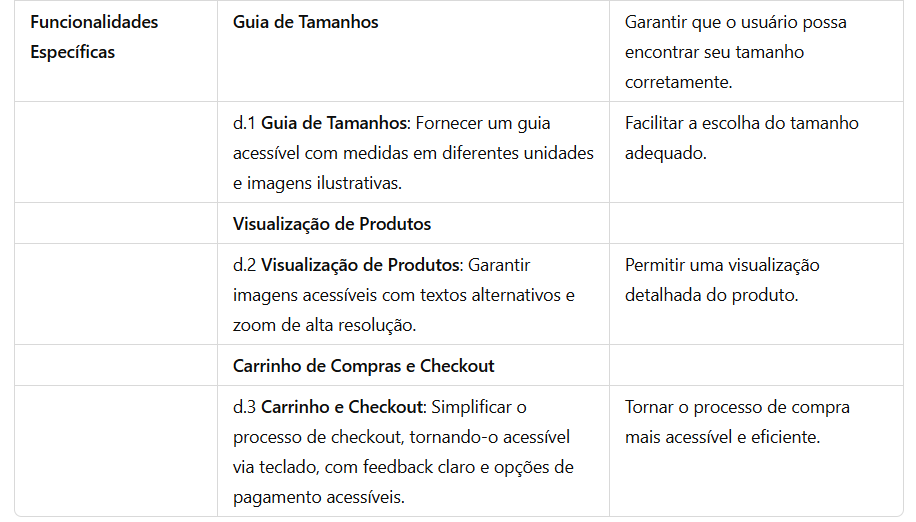 Funcionalidades
Específicas
Guia de Tamanhos
Garantir que o usuário possa
encontrar seu tamanho
corretamente.
d.1 Guia de Tamanhos: Fornecer um guia
acessível com medidas em diferentes unidades
e imagens ilustrativas.
Facilitar a escolha do tamanho
adequado.
Visualização de Produtos
d.2 Visualização de Produtos: Garantir
imagens acessíveis com textos alternativos e
zoom de alta resolução.
Permitir uma visualização
detalhada do produto.
Carrinho de Compras e Checkout
d.3 Carrinho e Checkout: Simplificar o
processo de checkout, tornando-o acessível
via teclado, com feedback claro e opções de
pagamento acessíveis.
Tornar o processo de compra
mais acessível e eficiente.